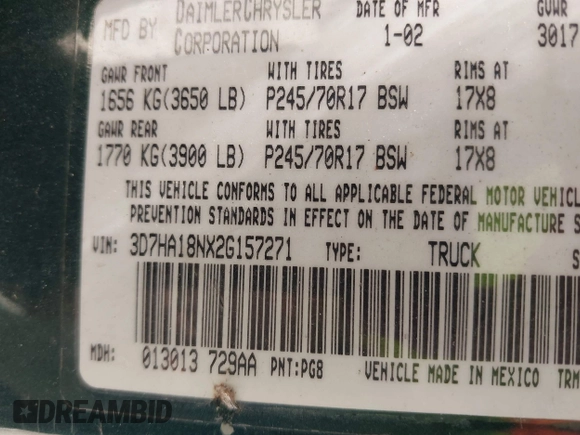 MFD BY DAIMLERCHRYSLER CORPORATION DATE OF MFR 1-02 GVWR 3017
GAWR FRONT WITH TIRES RIMS AT
1656 KG(3650 LB) P245/70R17 BSW 17X8
GAWR REAR WITH TIRES RIMS AT
1770 KG(3900 LB) P245/70R17 BSW 17X8
THIS VEHICLE CONFORMS TO ALL APPLICABLE FEDERAL MOTOR VEHIC
PREVENTION STANDARDS IN EFFECT ON THE DATE OF MANUFACTURE S
VIN: 3D7HA18NX2G157271 TYPE: TRUCK S
MDH: 013013 729AA PNT:PG8 VEHICLE MADE IN MEXICO TRM
DREAMBID